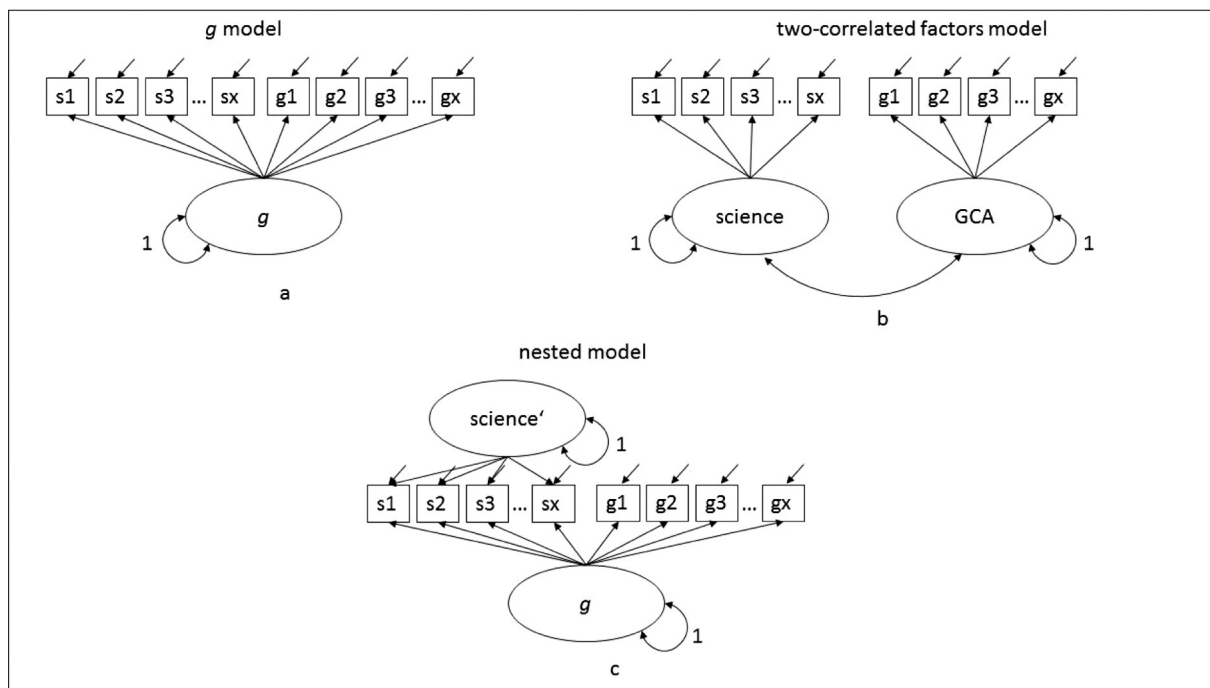 g model
s1 s2 s3 ... sx g1 g2 g3 ... gx
g
1
a
two-correlated factors model
s1 s2 s3 ... sx g1 g2 g3 ... gx
science GCA
1 1
b
nested model
science‘
1
s1 s2 s3 ... sx g1 g2 g3 ... gx
g
1
c